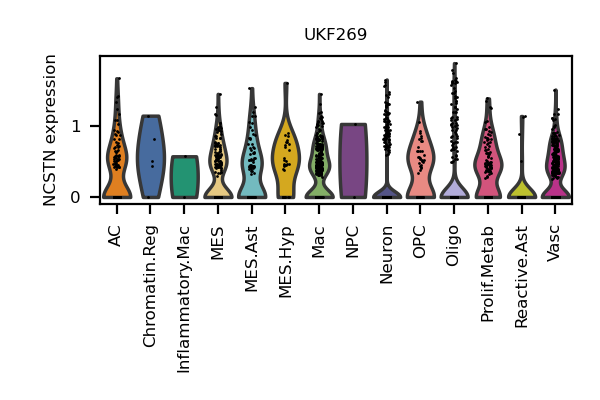 UKF269
NCSTN expression
1
0
AC
Chromatin.Reg
Inflammatory.Mac
MES
MES.Ast
MES.Hyp
Mac
NPC
Neuron
OPC
Oligo
Prolif.Metab
Reactive.Ast
Vasc